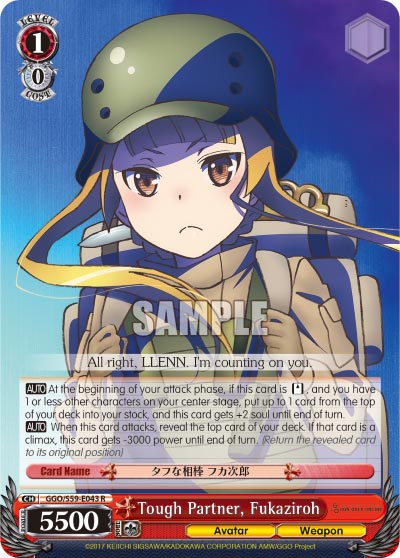 LEVEL
1
0
COST
SAMPLE
All right, LLENN. I'm counting on you.
AUTO At the beginning of your attack phase, if this card is [ ], and you have
1 or less other characters on your center stage, put up to 1 card from the top
of your deck into your stock, and this card gets +2 soul until end of turn.
AUTO When this card attacks, reveal the top card of your deck. If that card is a
climax, this card gets -3000 power until end of turn. (Return the revealed card
to its original position)
Card Name タフな相棒 フカ次郎
CH GGO/S59-E043 R
Tough Partner, Fukaziroh
POWER 5500 SOUL
Avatar Weapon
©2017 KEIICHI SIGSAWA/KADOKAWA CORPORATION AMW/GGO Project